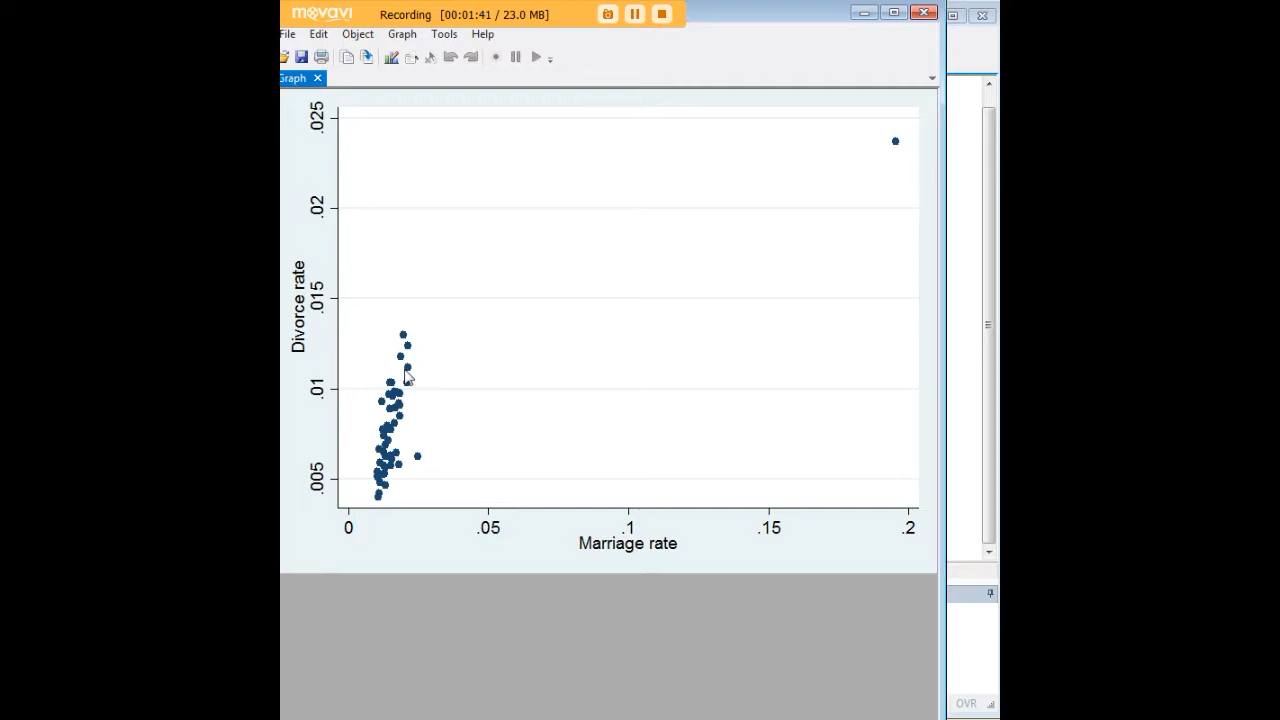 movavi Recording [00:01:41 / 23.0 MB]
File Edit Object Graph Tools Help
Graph
.025
.02
.015
.01
.005
Divorce rate
0 .05 .1 .15 .2
Marriage rate
OVR